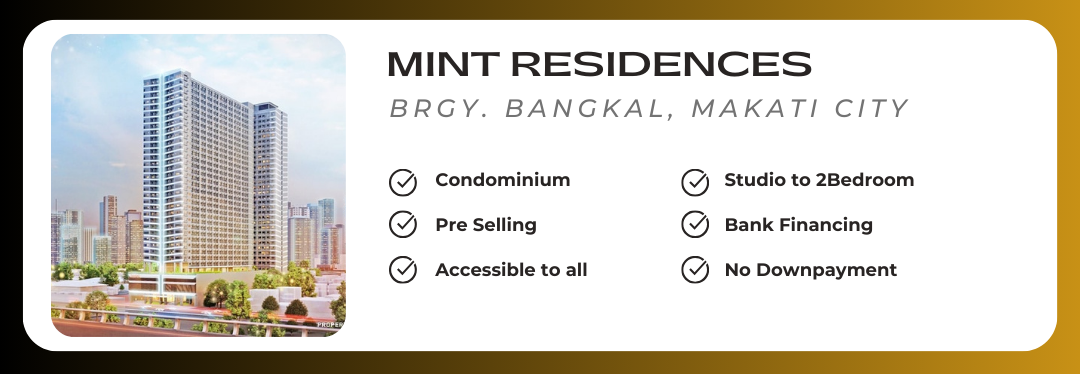 MINT RESIDENCES
BRGY. BANGKAL, MAKATI CITY
Condominium
Pre Selling
Accessible to all
Studio to 2Bedroom
Bank Financing
No Downpayment